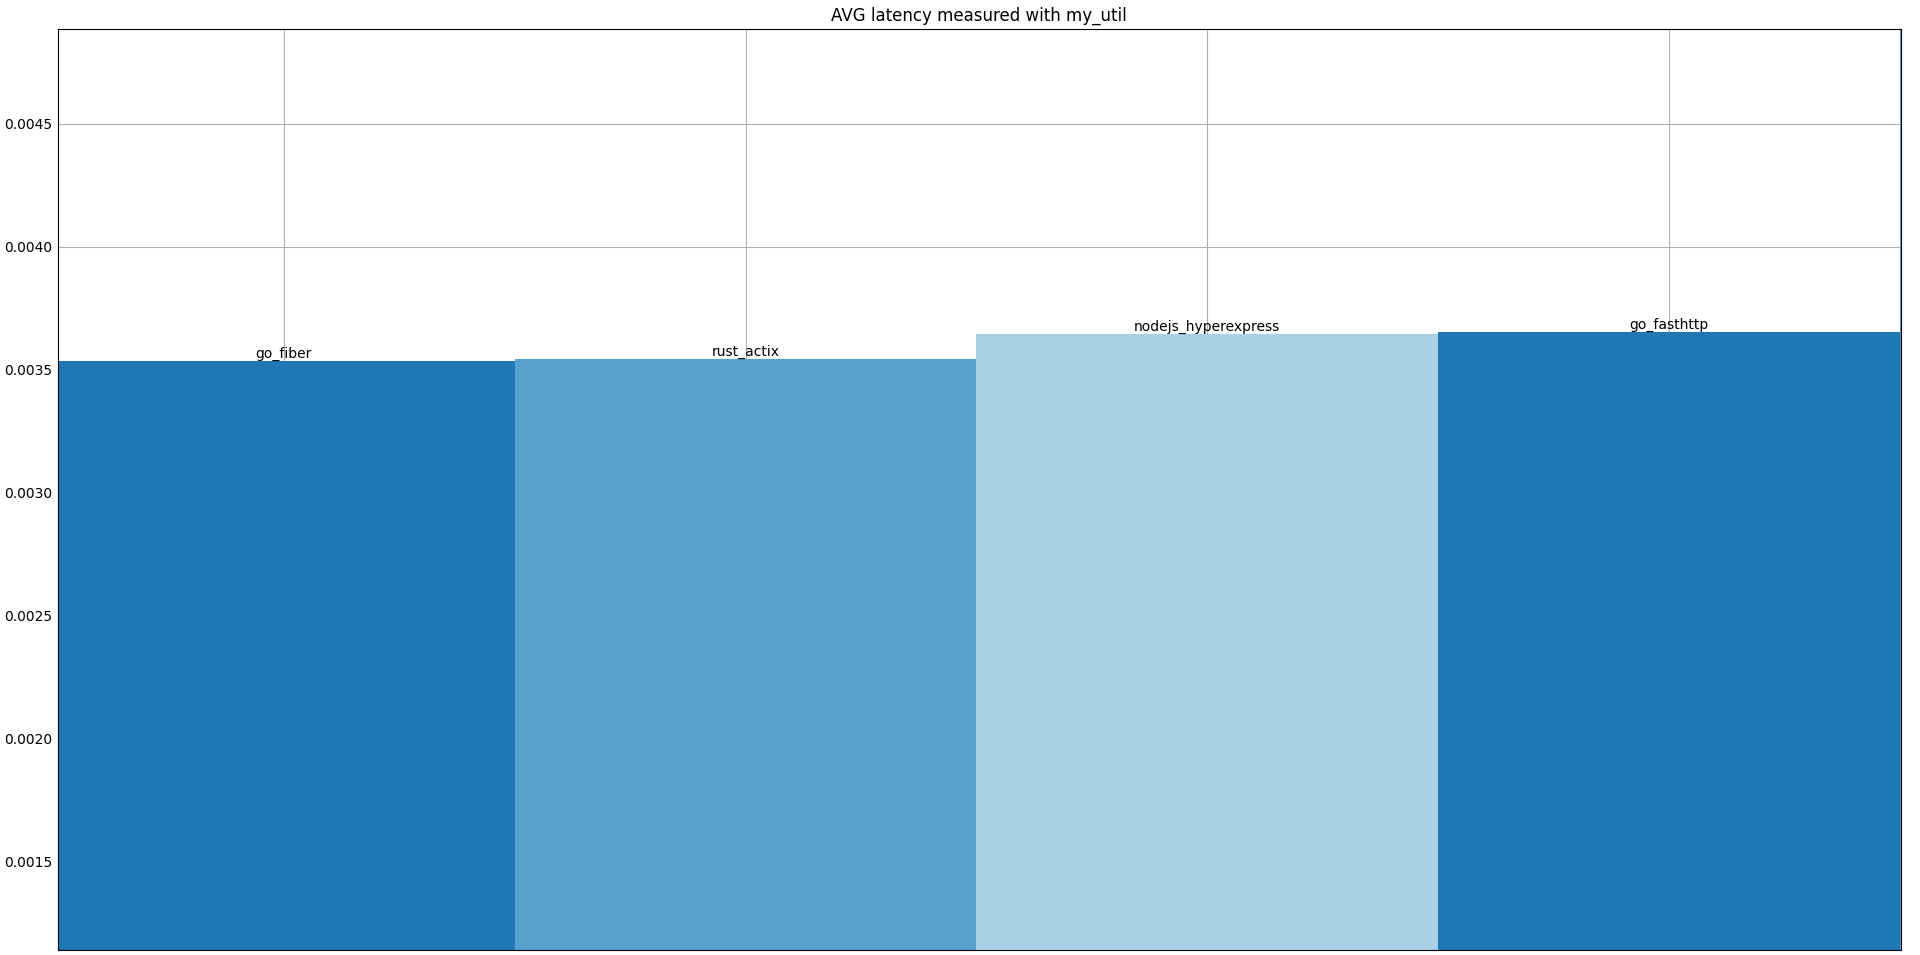 AVG latency measured with my_util
0.0045
0.0040
0.0035
0.0030
0.0025
0.0020
0.0015
go_fiber
rust_actix
nodejs_hyperexpress
go_fasthttp